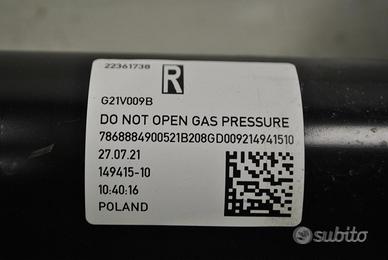 22361738
R
G21V009B
DO NOT OPEN GAS PRESSURE
7868884900521B208GD009214941510
27.07.21
149415-10
10:40:16
POLAND
subito